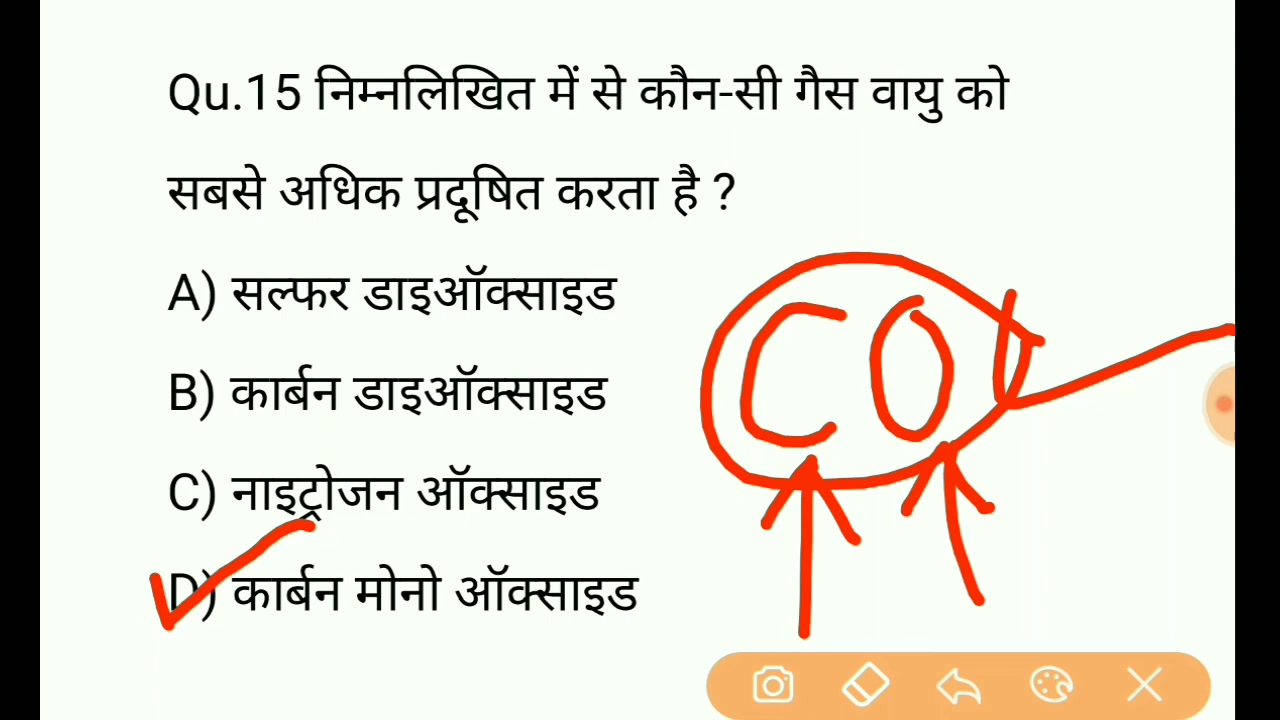 Qu.15 निम्नलिखित में से कौन-सी गैस वायु को
सबसे अधिक प्रदूषित करता है ?
A) सल्फर डाइऑक्साइड
B) कार्बन डाइऑक्साइड
C) नाइट्रोजन ऑक्साइड
D) कार्बन मोनो ऑक्साइड
CO